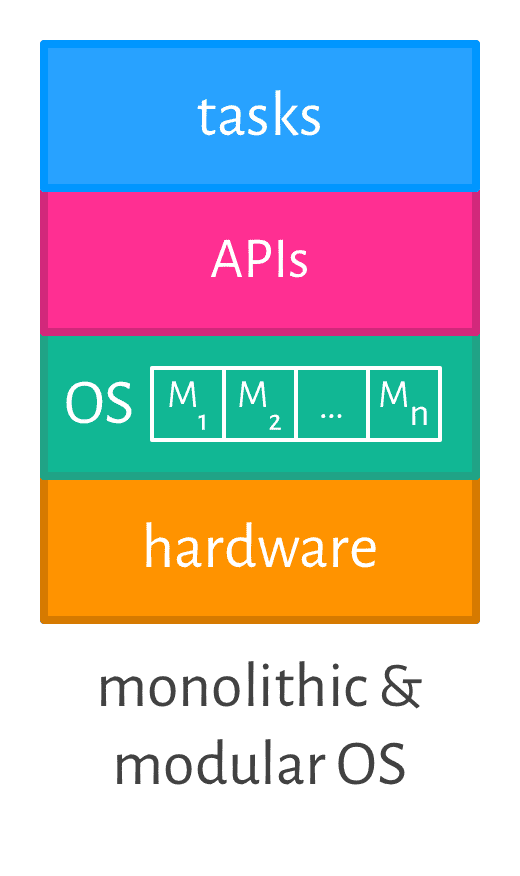 tasks
APIs
OS M1 M2 ... Mn
hardware
monolithic &
modular OS